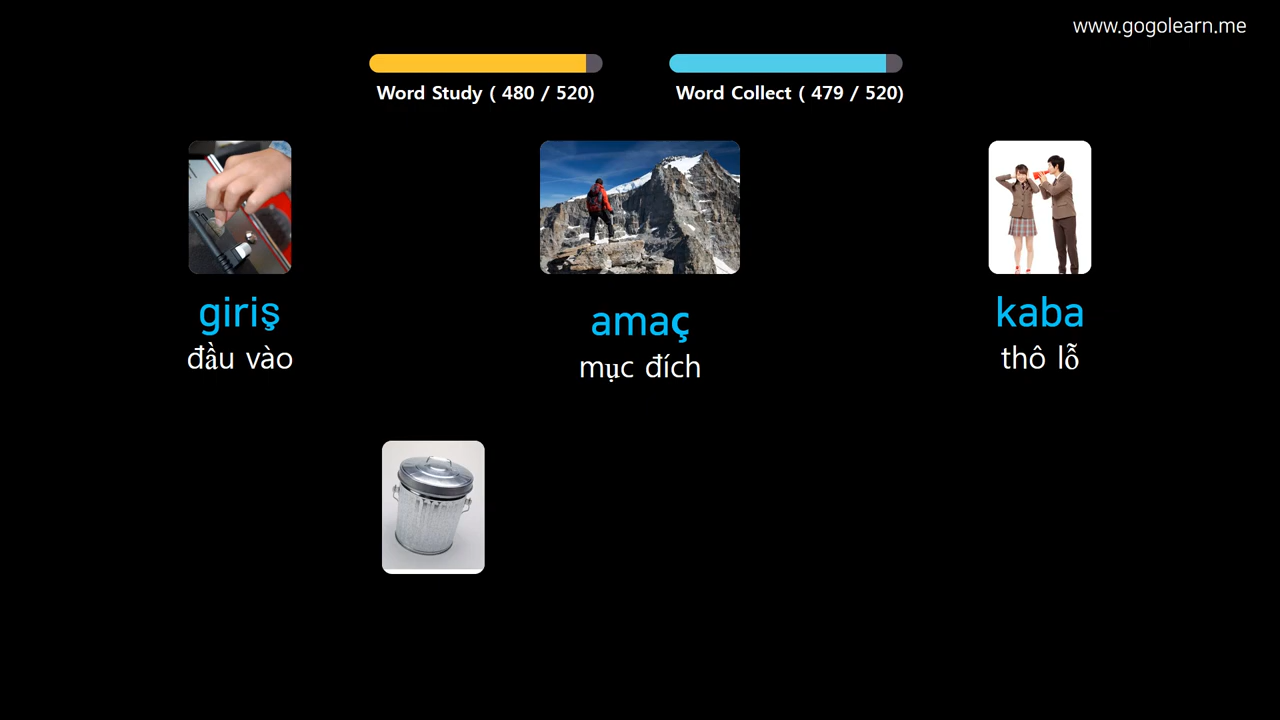 www.gogolearn.me
Word Study ( 480 / 520)
Word Collect ( 479 / 520)
giriş
đầu vào
amaç
mục đích
kaba
thô lỗ